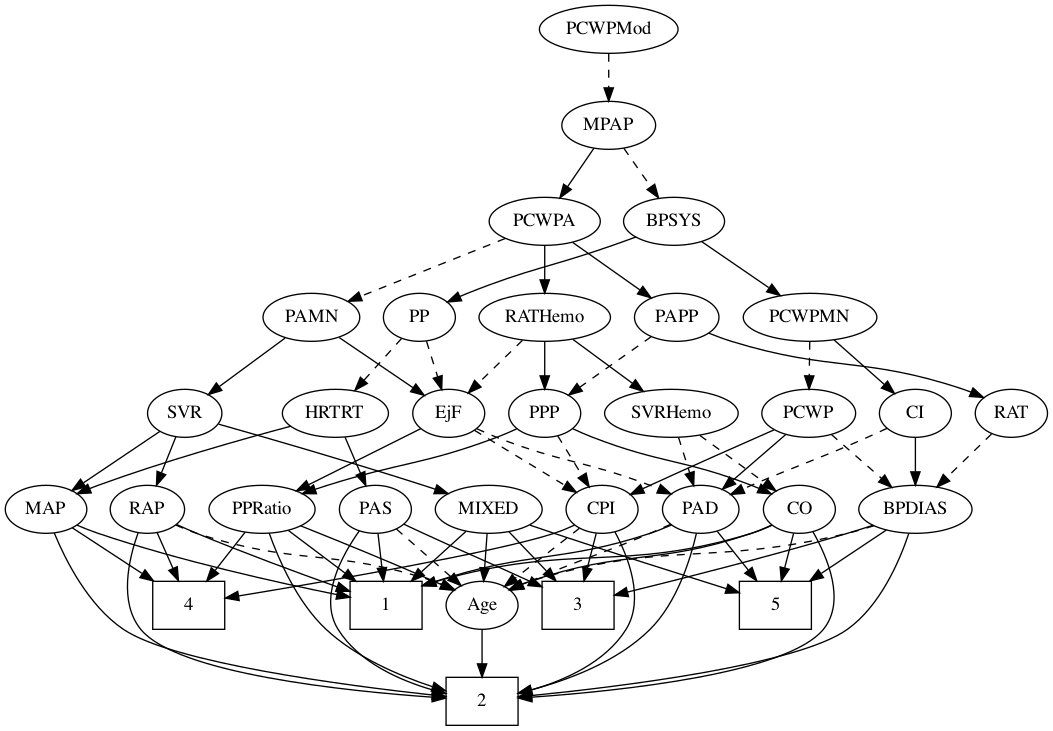 PCWPMod
MPAP
PCWPA
BPSYS
PAMN
PP
RATHemo
PAPP
PCWPMN
SVR
HRTRT
EjF
PPP
SVRHemo
PCWP
CI
RAT
MAP
RAP
PPRatio
PAS
MIXED
CPI
PAD
CO
BPDIAS
4
1
Age
3
5
2